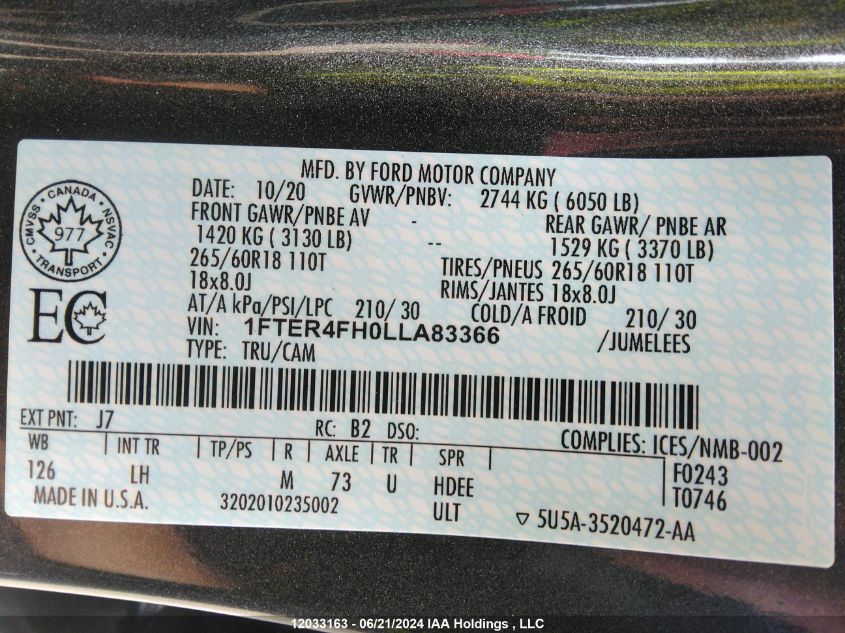 MFD. BY FORD MOTOR COMPANY
DATE: 10/20 GVWR/PNBV: 2744 KG ( 6050 LB)
FRONT GAWR/PNBE AV - REAR GAWR/ PNBE AR
1420 KG ( 3130 LB) -- 1529 KG ( 3370 LB)
265/60R18 110T TIRES/PNEUS 265/60R18 110T
18x8.0J RIMS/JANTES 18x8.0J
AT/A kPa/PSI/LPC 210/ 30 COLD/A FROID 210/ 30
VIN: 1FTER4FH0LLA83366 /JUMELEES
TYPE: TRU/CAM
CANADA
CMVSS NSVAC
977
TRANSPORT
EC
EXT PNT: J7 RC: B2 DSO: COMPLIES: ICES/NMB-002
WB INT TR TP/PS R AXLE TR SPR F0243
126 LH M 73 U HDEE T0746
MADE IN U.S.A. 3202010235002 ULT ▽ 5U5A-3520472-AA
12033163 - 06/21/2024 IAA Holdings , LLC